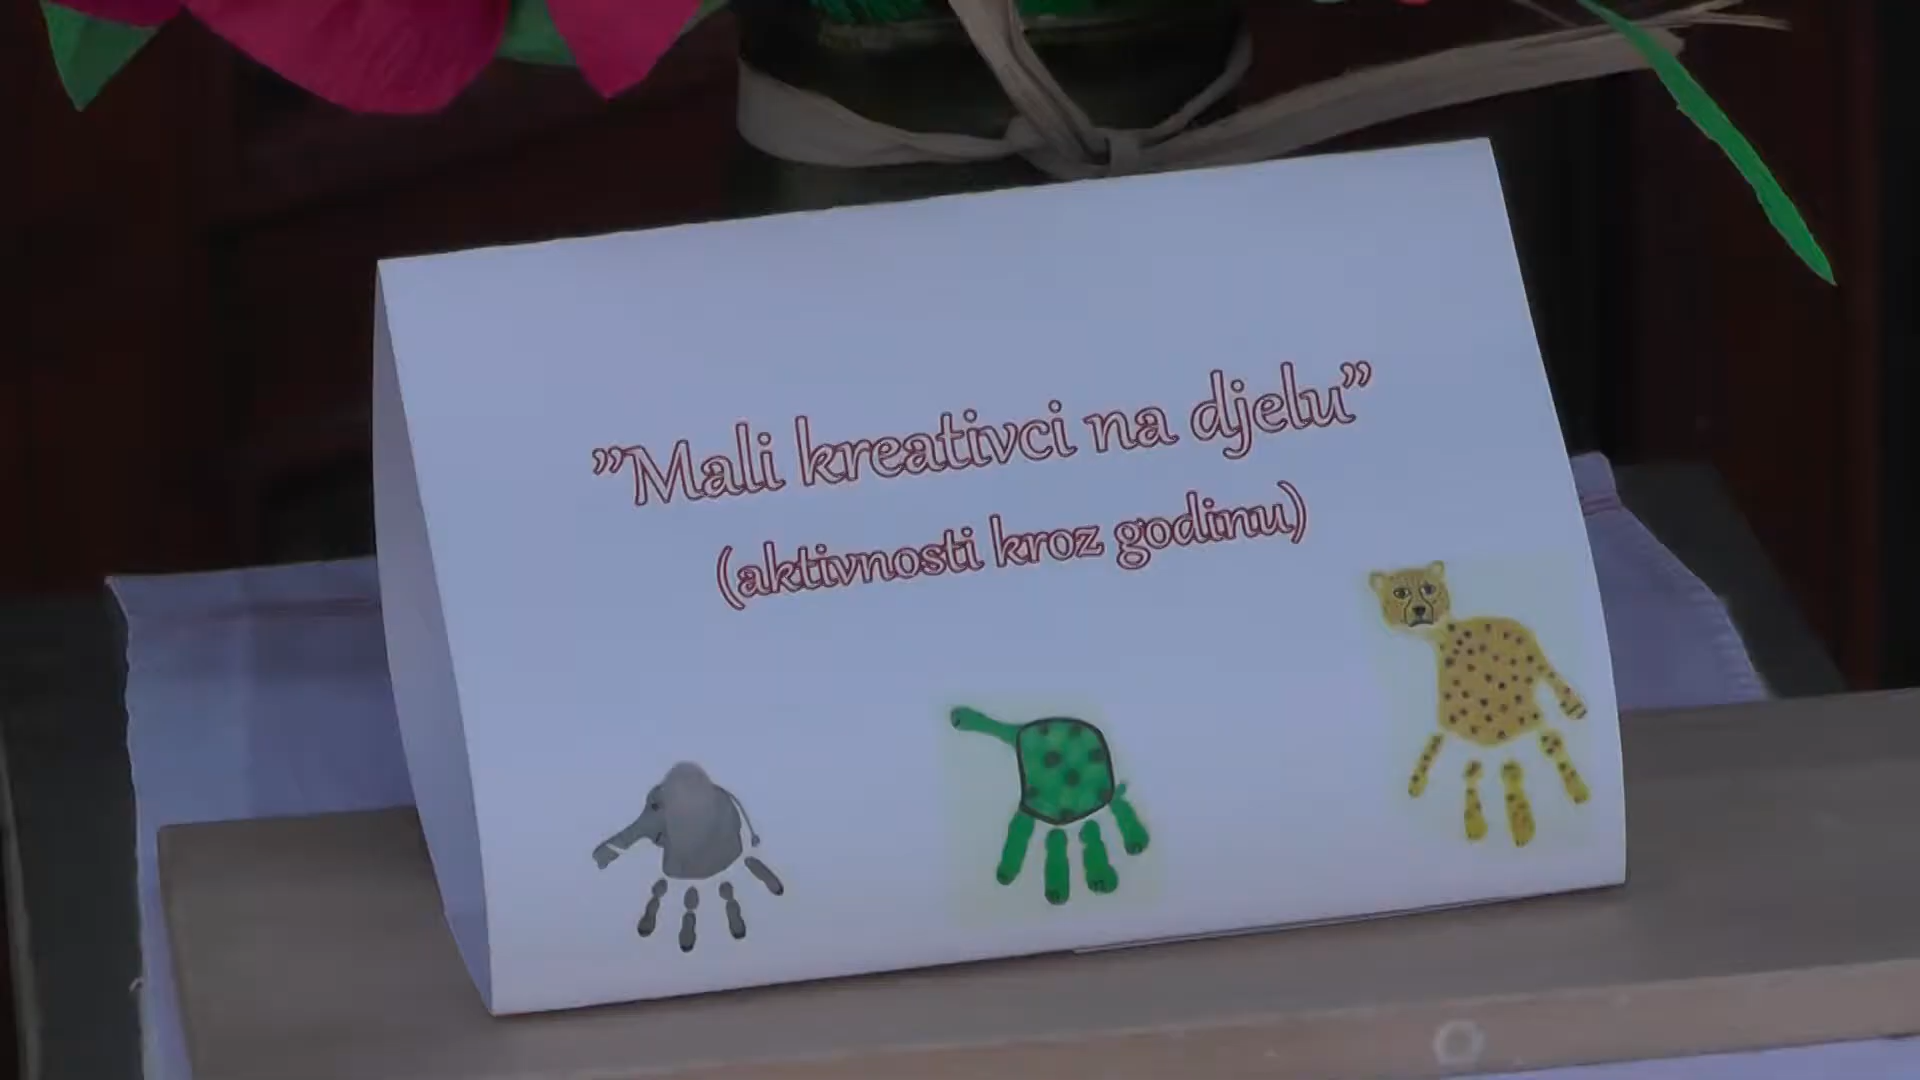 ”Mali kreativci na djelu”
(aktivnosti kroz godinu)